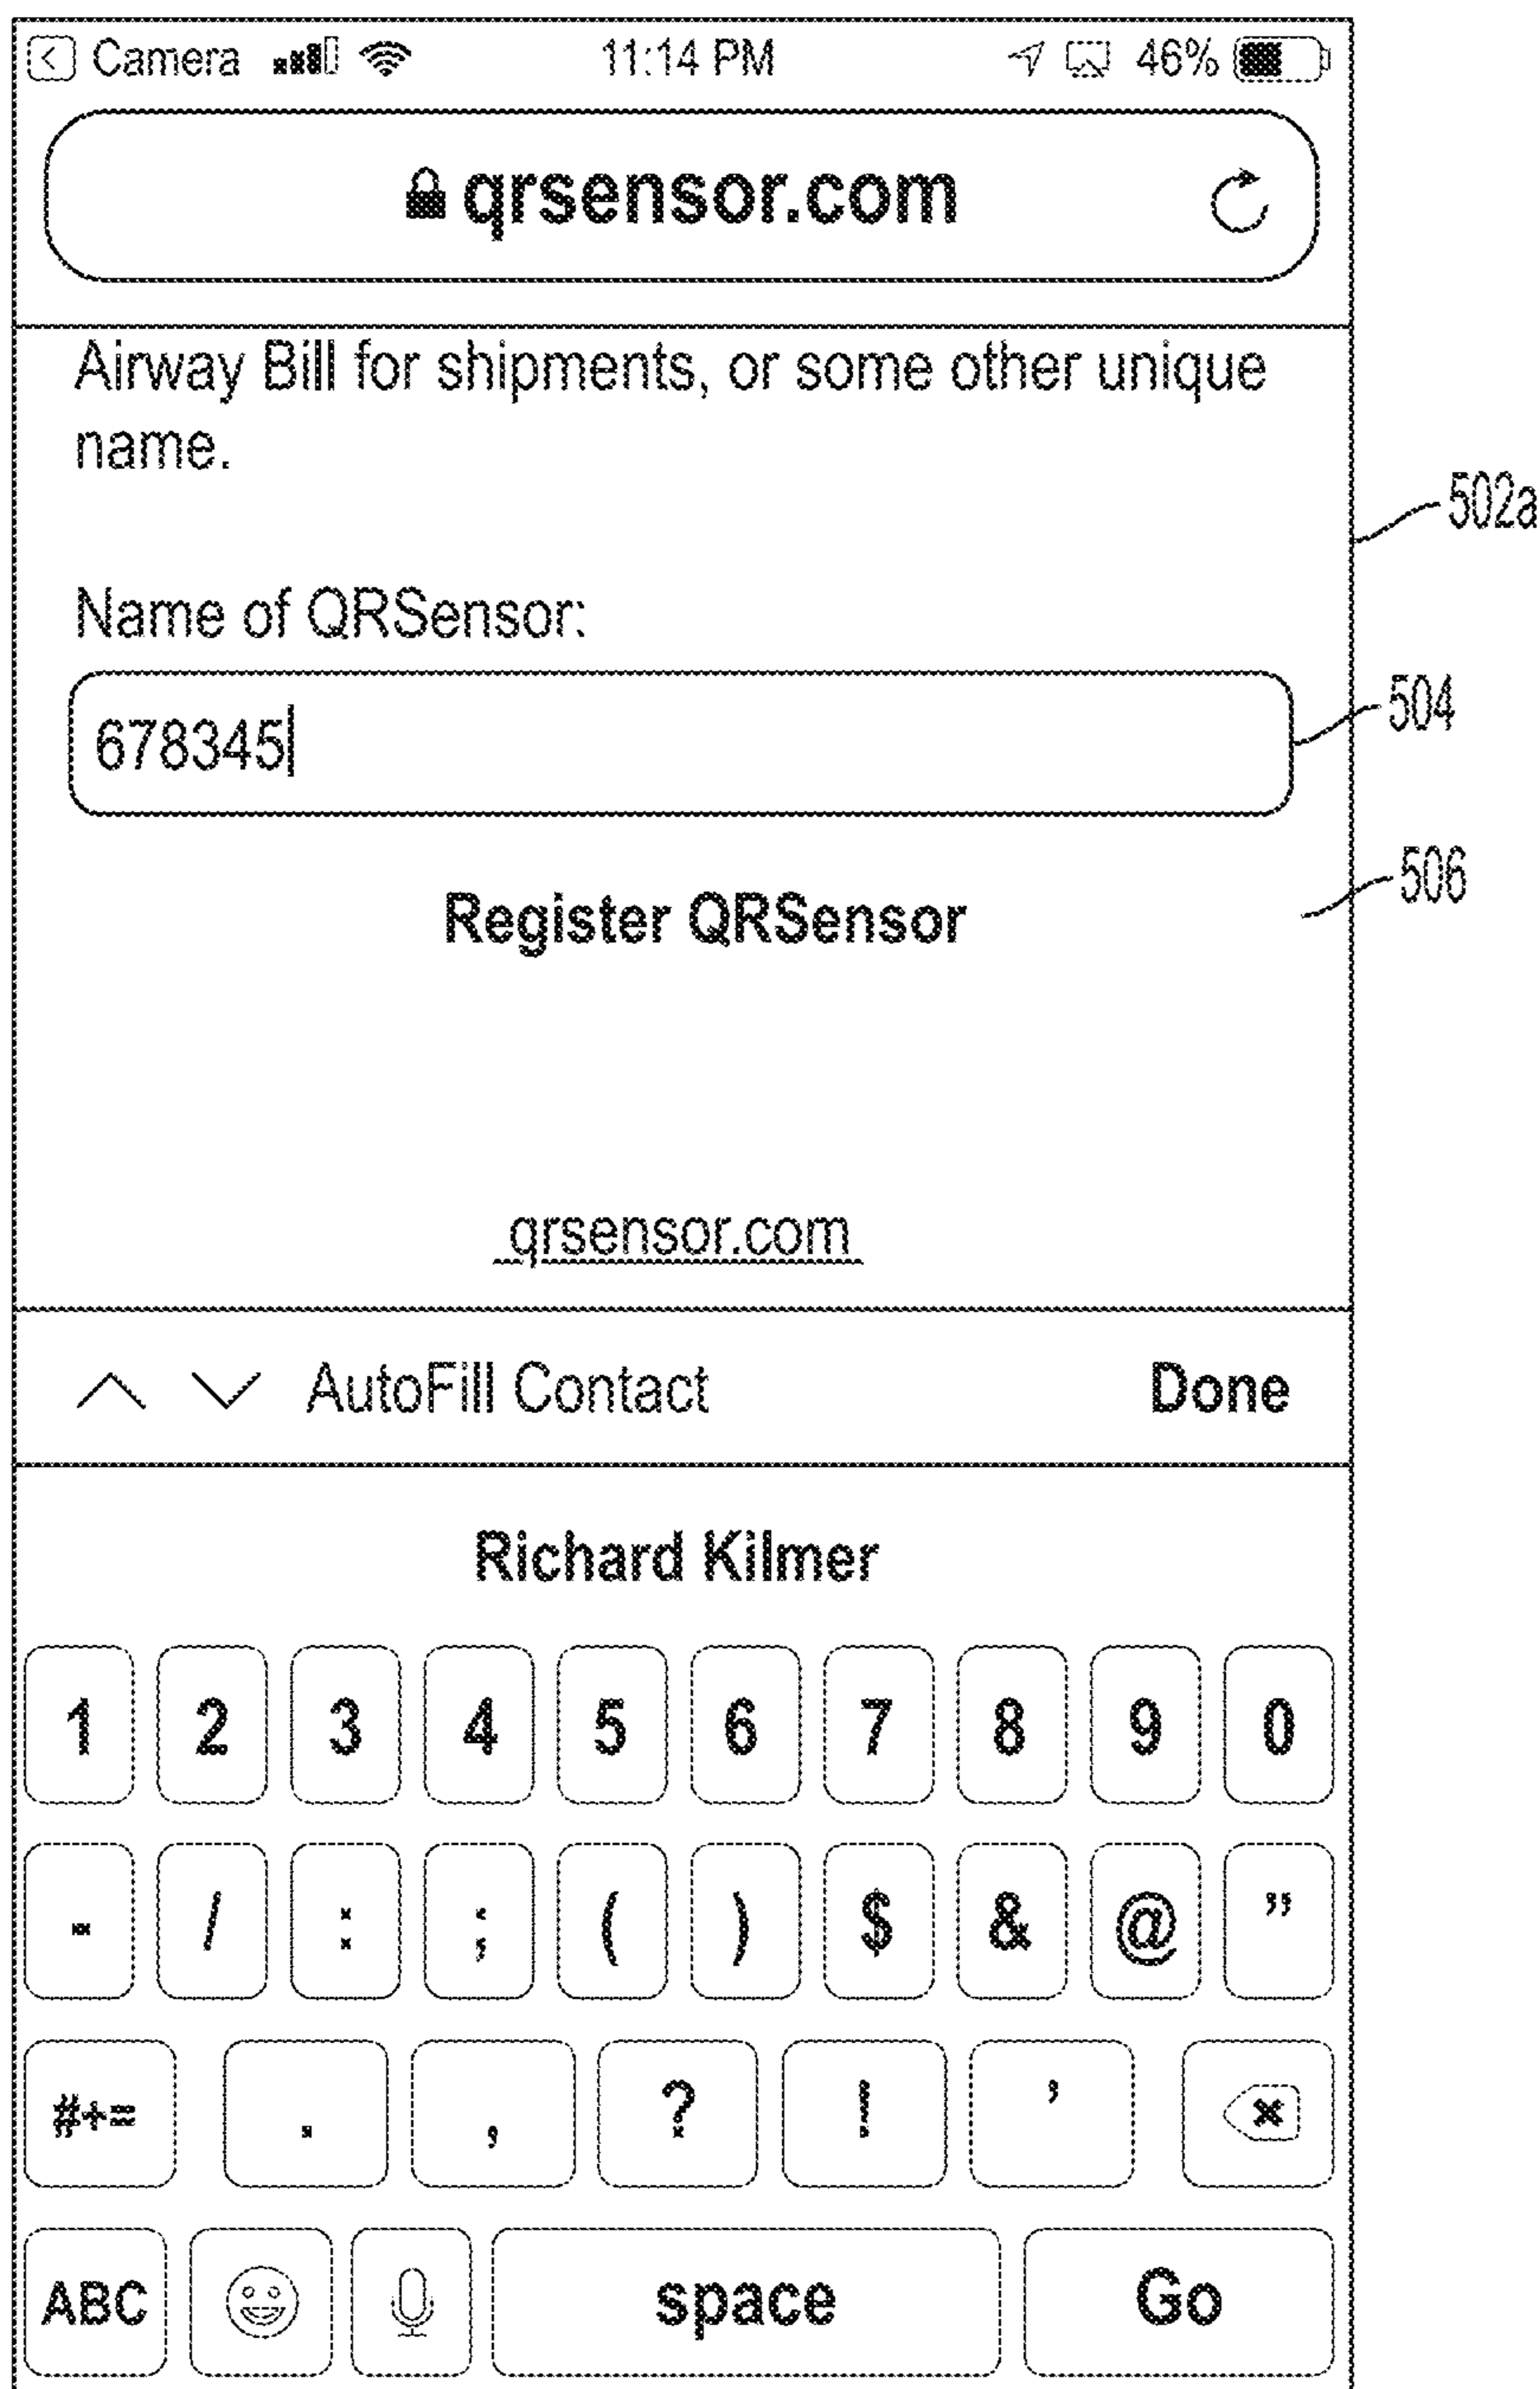 Camera 11:14 PM 46%
qrsensor.com
Airway Bill for shipments, or some other unique
name.
502a
Name of QRSensor:
678345
504
506
Register QRSensor
qrsensor.com
AutoFill Contact Done
Richard Kilmer
1 2 3 4 5 6 7 8 9 0
- / : ; ( ) $ & @ ”
#+= . , ? ! ’
ABC space Go